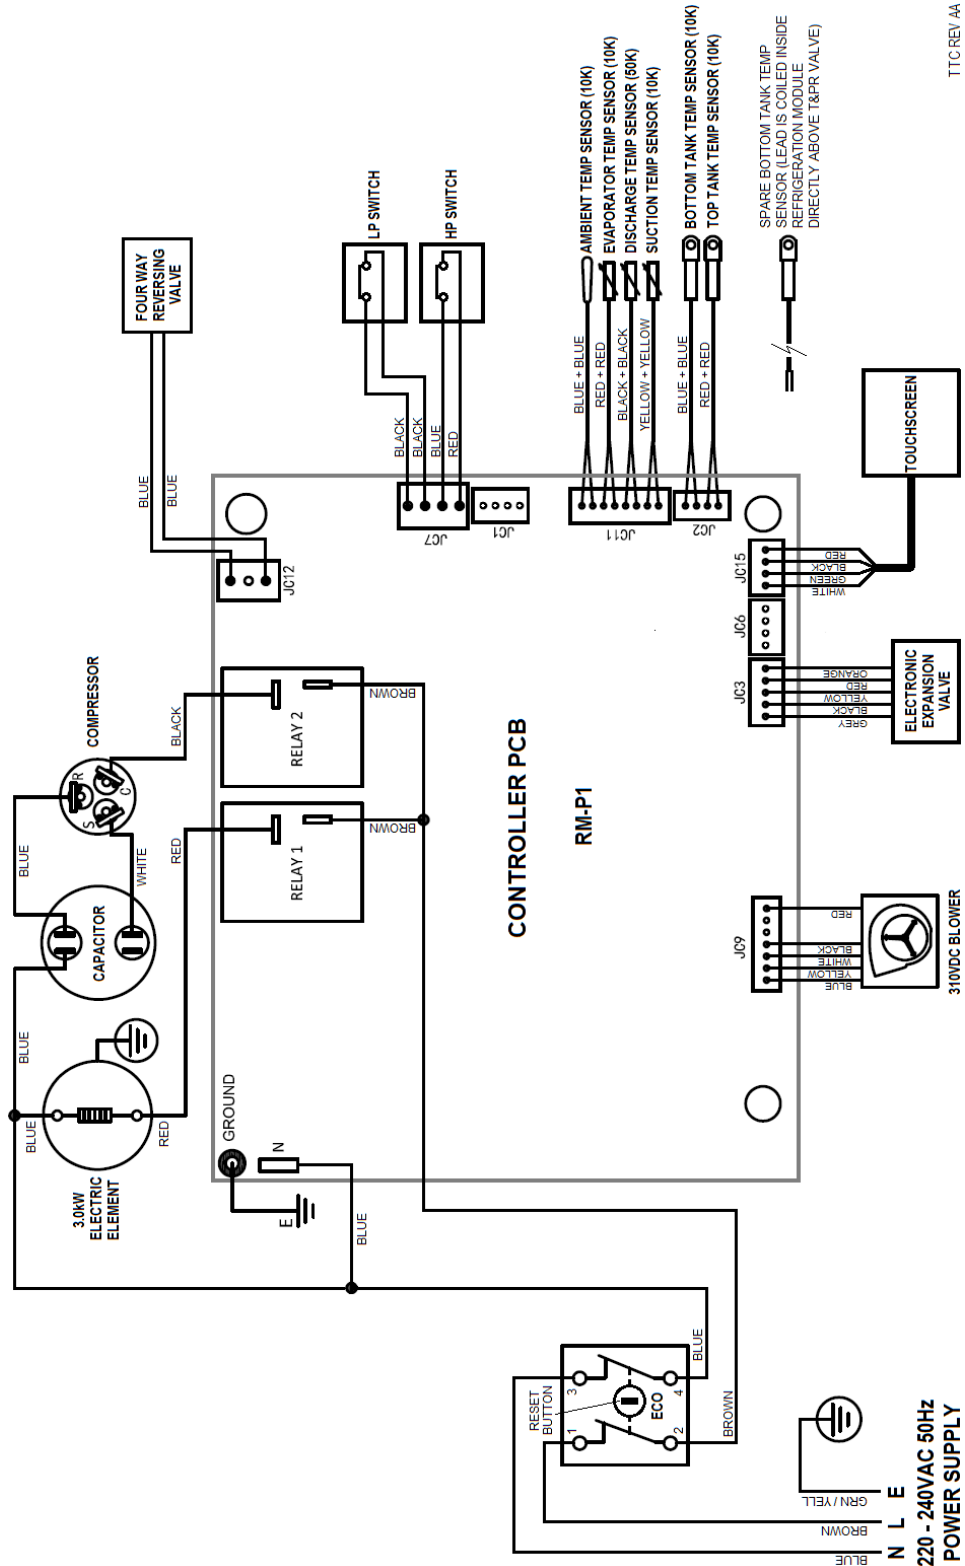 TTC REV AA
FOUR WAY
REVERSING
VALVE
BLUE
BLUE
LP SWITCH
HP SWITCH
BLACK
BLACK
BLUE
RED
JC7
JC1
JC12
AMBIENT TEMP SENSOR (10K)
EVAPORATOR TEMP SENSOR (10K)
DISCHARGE TEMP SENSOR (50K)
SUCTION TEMP SENSOR (10K)
BLUE + BLUE
RED + RED
BLACK + BLACK
YELLOW + YELLOW
JC11
BOTTOM TANK TEMP SENSOR (10K)
TOP TANK TEMP SENSOR (10K)
BLUE + BLUE
RED + RED
JC2
SPARE BOTTOM TANK TEMP
SENSOR (LEAD IS COILED INSIDE
REFRIGERATION MODULE
DIRECTLY ABOVE T&PR VALVE)
TOUCHSCREEN
JC15
RED
BLACK
GREEN
WHITE
JC6
JC3
ORANGE
RED
YELLOW
BLACK
GREY
ELECTRONIC
EXPANSION
VALVE
COMPRESSOR
R
S
C
BLACK
BLUE
WHITE
RED
CAPACITOR
BLUE
BLUE
RED
3.0kW
ELECTRIC
ELEMENT
RELAY 2
BROWN
RELAY 1
BROWN
CONTROLLER PCB
RM-P1
JC9
RED
BLACK
WHITE
YELLOW
BLUE
310VDC BLOWER
GROUND
N
E
BLUE
RESET
BUTTON
1
3
2
4
ECO
BLUE
BROWN
GRN / YELL
BROWN
BLUE
N L E
220 - 240VAC 50Hz
POWER SUPPLY